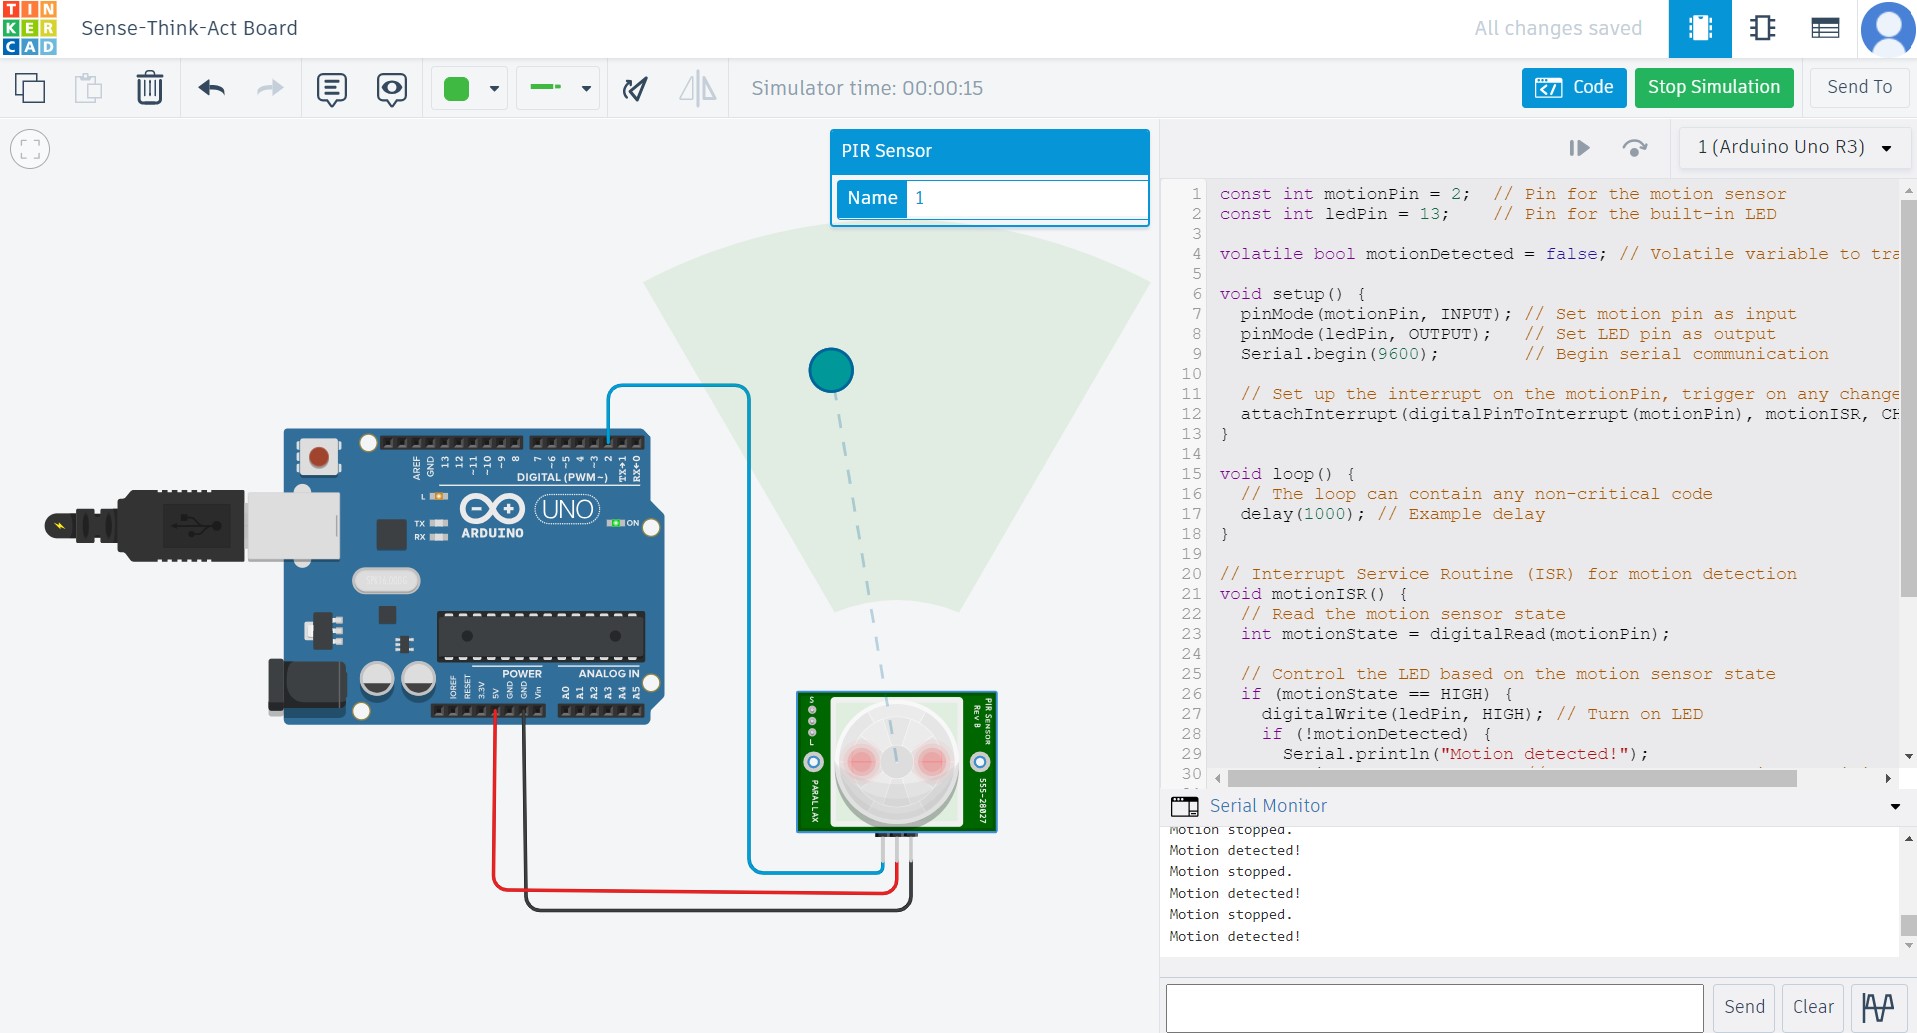 TINKERCAD
Sense-Think-Act Board
All changes saved
Simulator time: 00:00:15
Code
Stop Simulation
Send To
PIR Sensor
Name 1
1 (Arduino Uno R3)
1 const int motionPin = 2;  // Pin for the motion sensor
2 const int ledPin = 13;    // Pin for the built-in LED
3
4 volatile bool motionDetected = false; // Volatile variable to tra
5
6 void setup() {
7   pinMode(motionPin, INPUT); // Set motion pin as input
8   pinMode(ledPin, OUTPUT);   // Set LED pin as output
9   Serial.begin(9600);        // Begin serial communication
10
11   // Set up the interrupt on the motionPin, trigger on any change
12   attachInterrupt(digitalPinToInterrupt(motionPin), motionISR, CH
13 }
14
15 void loop() {
16   // The loop can contain any non-critical code
17   delay(1000); // Example delay
18 }
19
20 // Interrupt Service Routine (ISR) for motion detection
21 void motionISR() {
22   // Read the motion sensor state
23   int motionState = digitalRead(motionPin);
24
25   // Control the LED based on the motion sensor state
26   if (motionState == HIGH) {
27     digitalWrite(ledPin, HIGH); // Turn on LED
28     if (!motionDetected) {
29       Serial.println("Motion detected!");
30
AREF GND 13 12 ~11 ~10 ~9 8 7 ~6 ~5 4 ~3 2 TX→1 RX←0
DIGITAL (PWM~)
L
TX
RX
ARDUINO
UNO
ON
POWER
ANALOG IN
IOREF RESET 3.3V 5V GND GND Vin A0 A1 A2 A3 A4 A5
S
L
PIR SENSOR
REV B
PARALLAX
555-28027
Serial Monitor
Motion stopped.
Motion detected!
Motion stopped.
Motion detected!
Motion stopped.
Motion detected!
Send
Clear